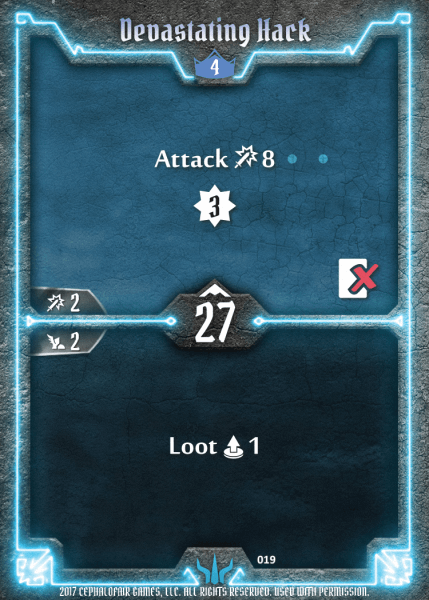 Devastating Hack
4
Attack 8
3
2
27
2
Loot 1
019
2017 CEPHALOFAIR GAMES, LLC. ALL RIGHTS RESERVED. USED WITH PERMISSION.